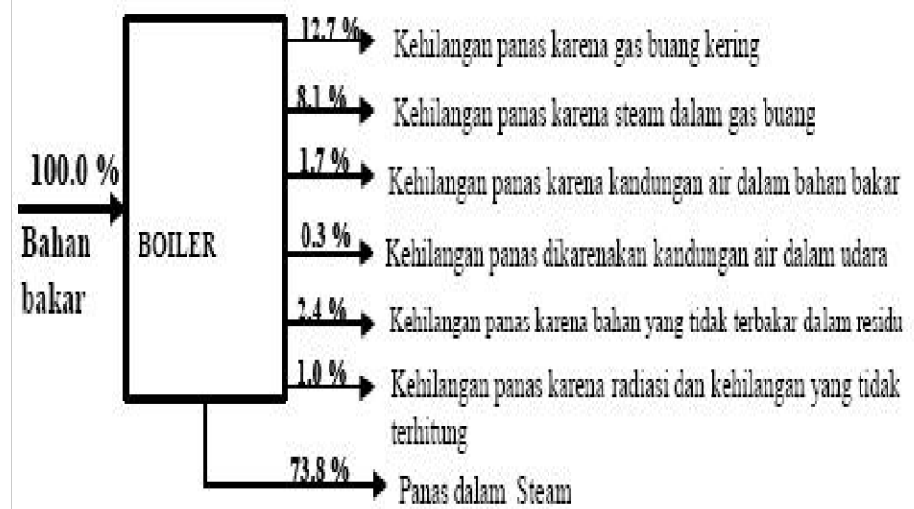 12.7 %
Kehilangan panas karena gas buang kering
8.1 %
Kehilangan panas karena steam dalam gas buang
100.0 %
1.7 %
Kehilangan panas karena kandungan air dalam bahan bakar
Bahan
bakar
BOILER
0.3 %
Kehilangan panas dikarenakan kandungan air dalam udara
2.4 %
Kehilangan panas karena bahan yang tidak terbakar dalam residu
1.0 %
Kehilangan panas karena radiasi dan kehilangan yang tidak
terhitung
73.8 %
Panas dalam Steam